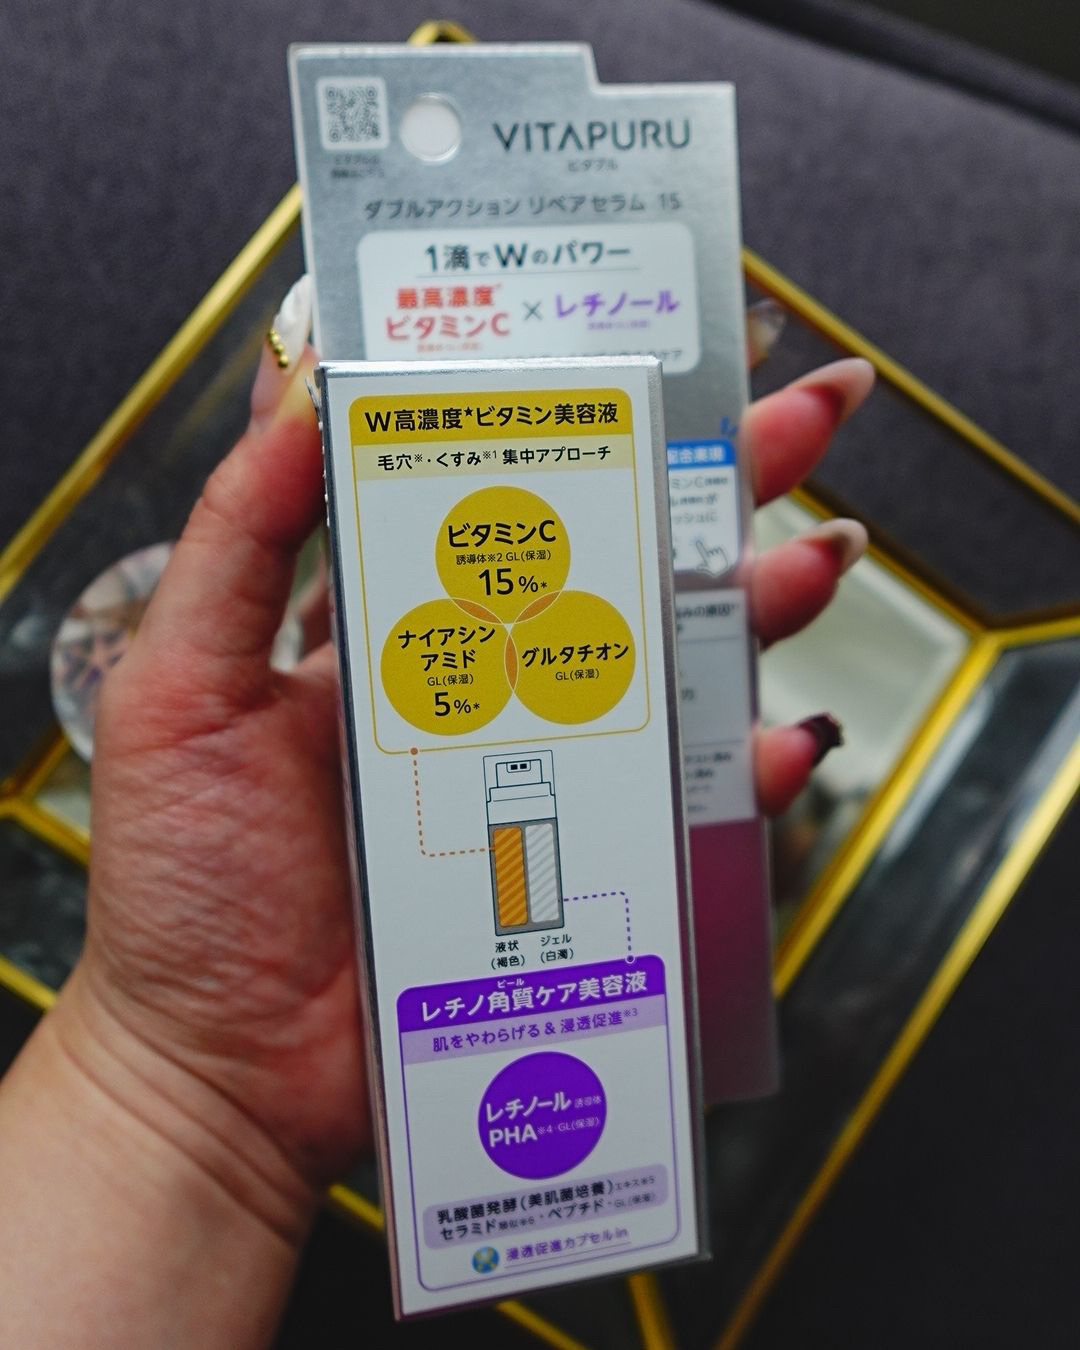 VITAPURU
ビタプル
ダブルアクション リペアセラム 15
1滴でWのパワー
最高濃度
ビタミンC
×
レチノール
W高濃度★ビタミン美容液
毛穴※・くすみ※1 集中アプローチ
ビタミンC
誘導体※2 GL(保湿)
15%*
ナイアシン
アミド
GL(保湿)
5%*
グルタチオン
GL(保湿)
液状
(褐色)
ジェル
(白濁)
ピール
レチノ角質ケア美容液
肌をやわらげる & 浸透促進※3
レチノール 誘導体
PHA※4・GL(保湿)
乳酸菌発酵(美肌菌培養)エキス※5
セラミド類似※6・ペプチド・GL(保湿)
浸透促進カプセルin